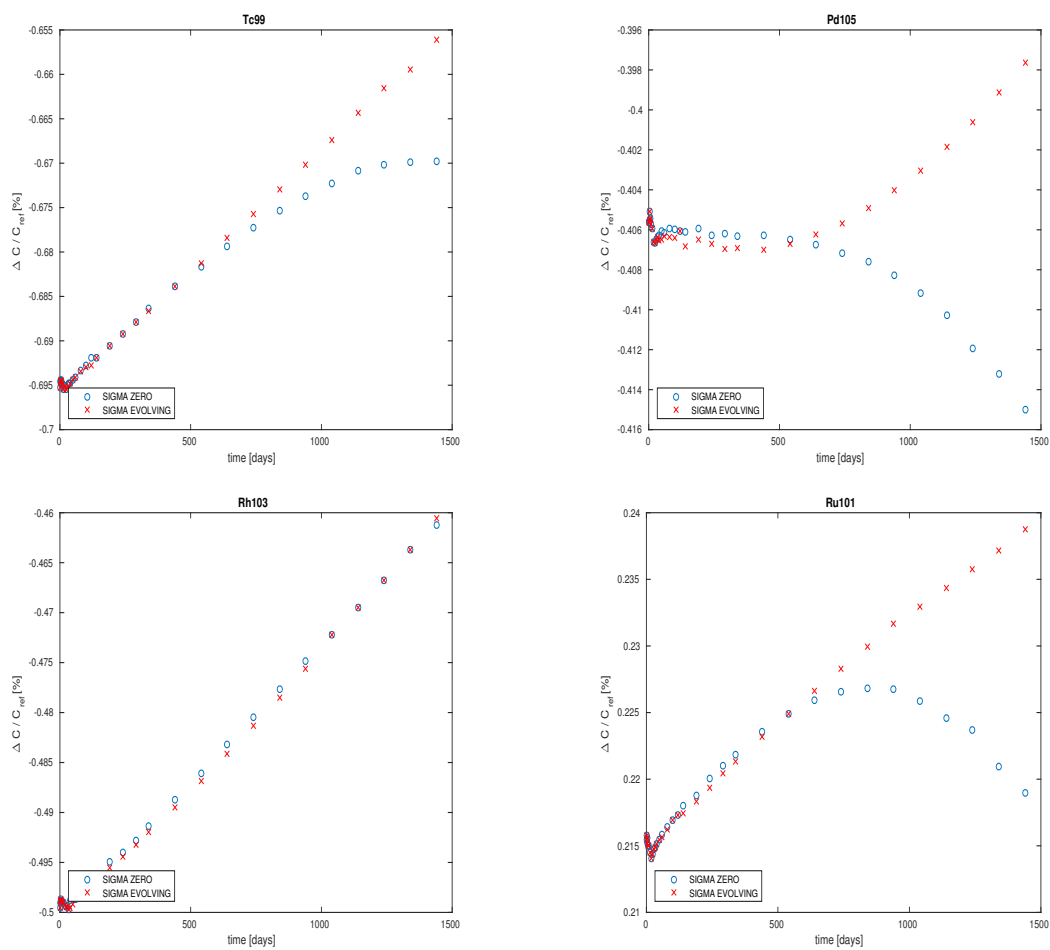 Tc99
-0.655
-0.66
-0.665
-0.67
-0.675
-0.68
-0.685
-0.69
-0.695
-0.7
Δ C / C ref [%]
SIGMA ZERO
SIGMA EVOLVING
0 500 1000 1500
time [days]
Pd105
-0.396
-0.398
-0.4
-0.402
-0.404
-0.406
-0.408
-0.41
-0.412
-0.414
-0.416
Δ C / C ref [%]
SIGMA ZERO
SIGMA EVOLVING
0 500 1000 1500
time [days]
Rh103
-0.46
-0.465
-0.47
-0.475
-0.48
-0.485
-0.49
-0.495
-0.5
Δ C / C ref [%]
SIGMA ZERO
SIGMA EVOLVING
0 500 1000 1500
time [days]
Ru101
0.24
0.235
0.23
0.225
0.22
0.215
0.21
Δ C / C ref [%]
SIGMA ZERO
SIGMA EVOLVING
0 500 1000 1500
time [days]